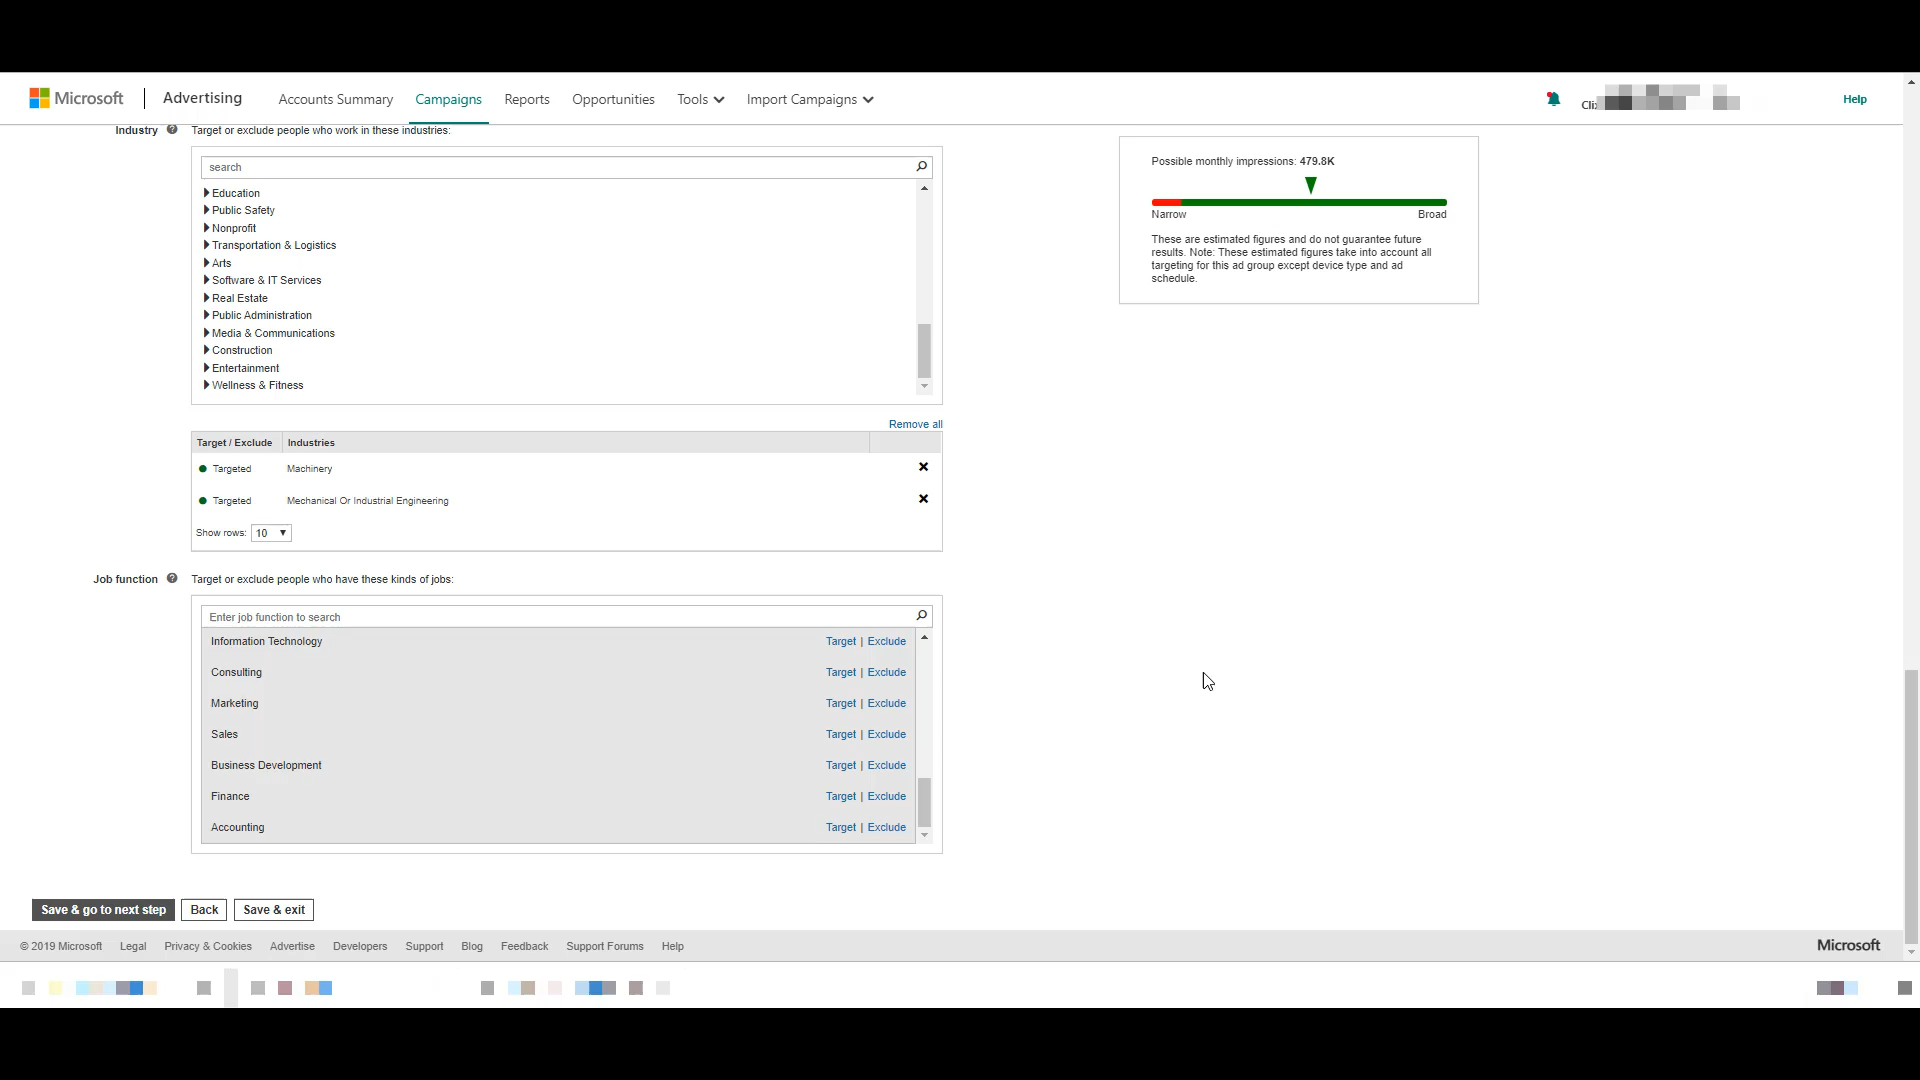 Microsoft | Advertising Accounts Summary Campaigns Reports Opportunities Tools Import Campaigns Help
Industry Target or exclude people who work in these industries:
search
Education
Public Safety
Nonprofit
Transportation & Logistics
Arts
Software & IT Services
Real Estate
Public Administration
Media & Communications
Construction
Entertainment
Wellness & Fitness
Possible monthly impressions: 479.8K
Narrow Broad
These are estimated figures and do not guarantee future
results. Note: These estimated figures take into account all
targeting for this ad group except device type and ad
schedule.
Remove all
Target / Exclude Industries
Targeted Machinery
Targeted Mechanical Or Industrial Engineering
Show rows: 10
Job function Target or exclude people who have these kinds of jobs:
Enter job function to search
Information Technology Target | Exclude
Consulting Target | Exclude
Marketing Target | Exclude
Sales Target | Exclude
Business Development Target | Exclude
Finance Target | Exclude
Accounting Target | Exclude
Save & go to next step Back Save & exit
© 2019 Microsoft Legal Privacy & Cookies Advertise Developers Support Blog Feedback Support Forums Help Microsoft